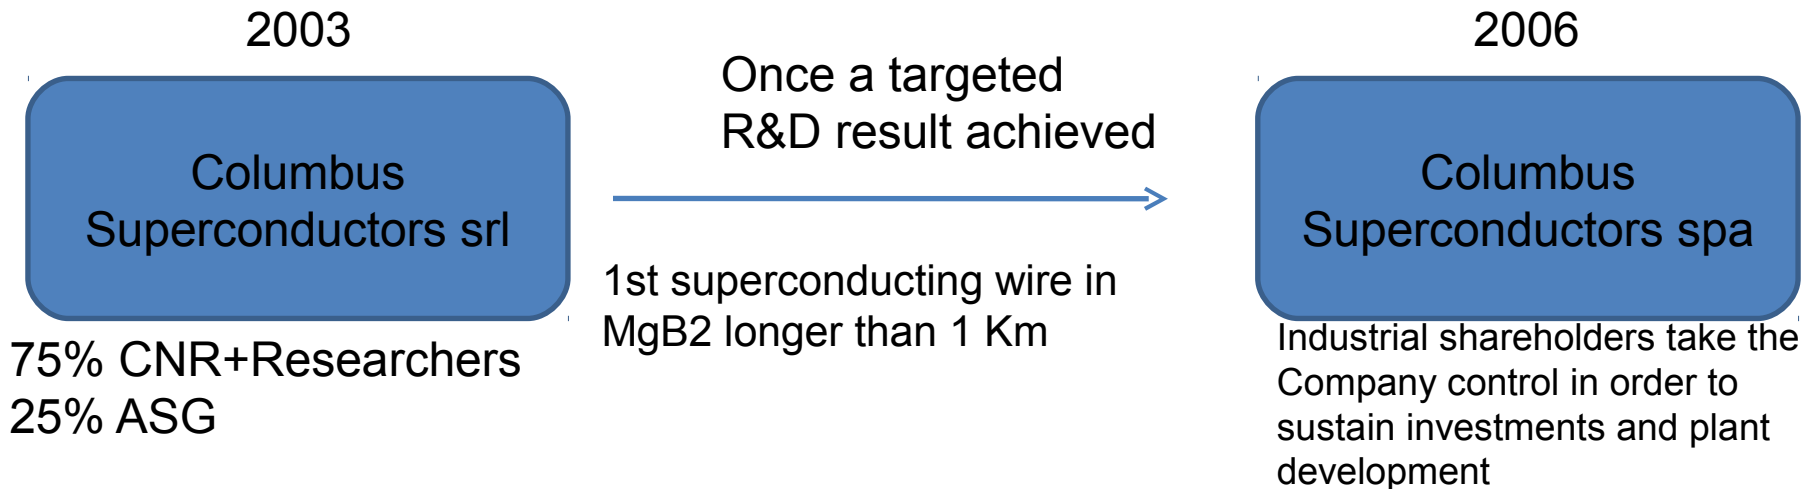 2003
Columbus
Superconductors srl
75% CNR+Researchers
25% ASG
Once a targeted
R&D result achieved
1st superconducting wire in
MgB2 longer than 1 Km
2006
Columbus
Superconductors spa
Industrial shareholders take the
Company control in order to
sustain investments and plant
development